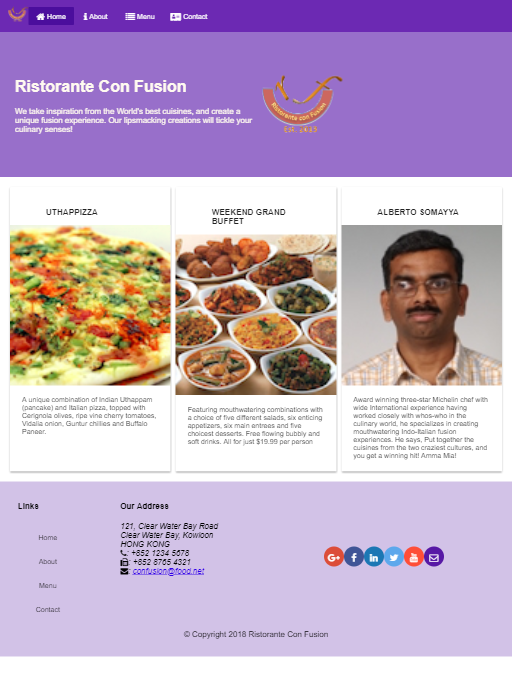 Home About Menu Contact
Ristorante Con Fusion
We take inspiration from the World's best cuisines, and create a
unique fusion experience. Our lipsmacking creations will tickle your
culinary senses!
Ristorante con Fusion
Est. 2015
UTHAPPIZZA
A unique combination of Indian Uthappam
(pancake) and Italian pizza, topped with
Cerignola olives, ripe vine cherry tomatoes,
Vidalia onion, Guntur chillies and Buffalo
Paneer.
WEEKEND GRAND
BUFFET
Featuring mouthwatering combinations with
a choice of five different salads, six enticing
appetizers, six main entrees and five
choicest desserts. Free flowing bubbly and
soft drinks. All for just $19.99 per person
ALBERTO SOMAYYA
Award winning three-star Michelin chef with
wide International experience having
worked closely with whos-who in the
culinary world, he specializes in creating
mouthwatering Indo-Italian fusion
experiences. He says, Put together the
cuisines from the two craziest cultures, and
you get a winning hit! Amma Mia!
Links
Home
About
Menu
Contact
Our Address
121, Clear Water Bay Road
Clear Water Bay, Kowloon
HONG KONG
: +852 1234 5678
: +852 8765 4321
: confusion@food.net
© Copyright 2018 Ristorante Con Fusion